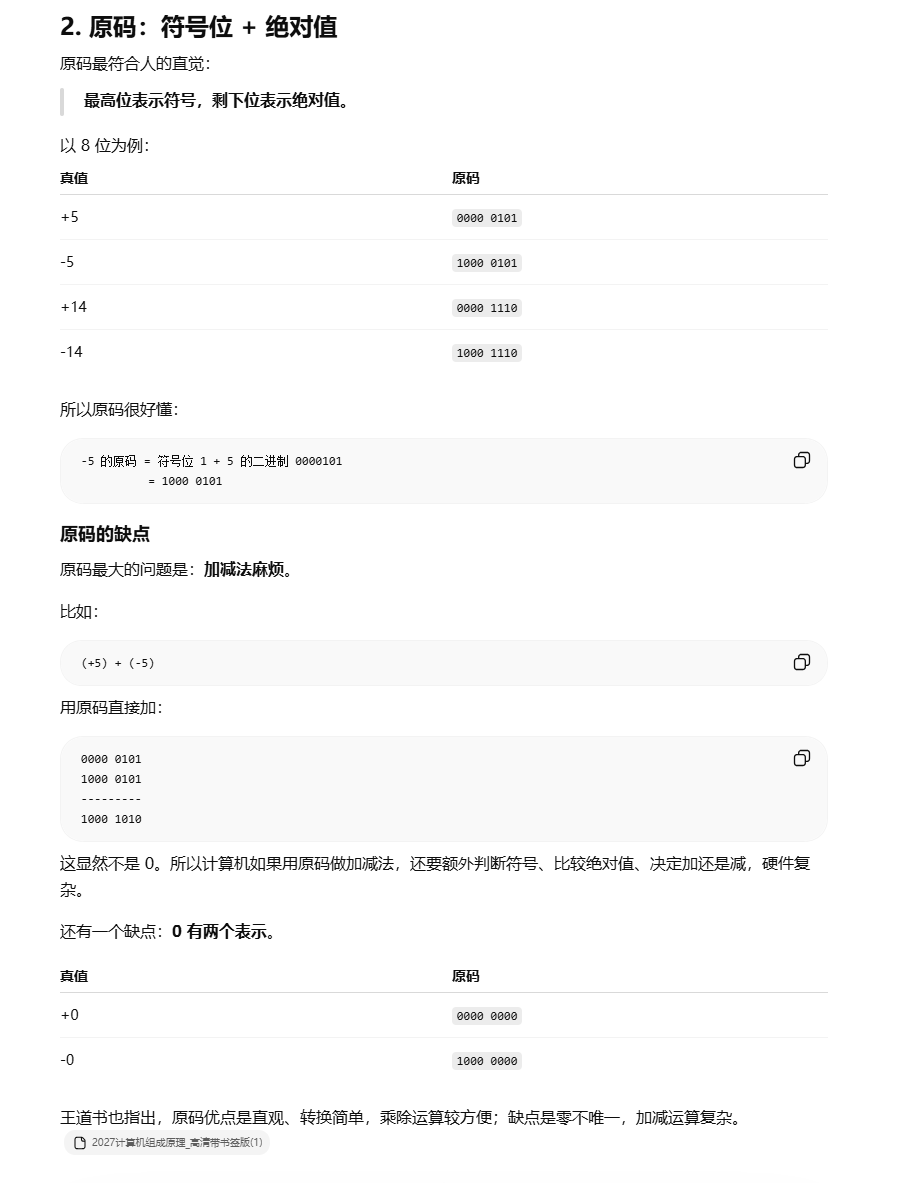 2. 原码：符号位 + 绝对值
原码最符合人的直觉：
最高位表示符号，剩下位表示绝对值。
以 8 位为例：
真值 原码
+5 0000 0101
-5 1000 0101
+14 0000 1110
-14 1000 1110
所以原码很好懂：
-5 的原码 = 符号位 1 + 5 的二进制 0000101
= 1000 0101
原码的缺点
原码最大的问题是：加减法麻烦。
比如：
(+5) + (-5)
用原码直接加：
0000 0101
1000 0101
---------
1000 1010
这显然不是 0。所以计算机如果用原码做加减法，还要额外判断符号、比较绝对值、决定加还是减，硬件复
杂。
还有一个缺点：0 有两个表示。
真值 原码
+0 0000 0000
-0 1000 0000
王道书也指出，原码优点是直观、转换简单，乘除运算较方便；缺点是零不唯一，加减运算复杂。
2027计算机组成原理_高清带书签版(1)